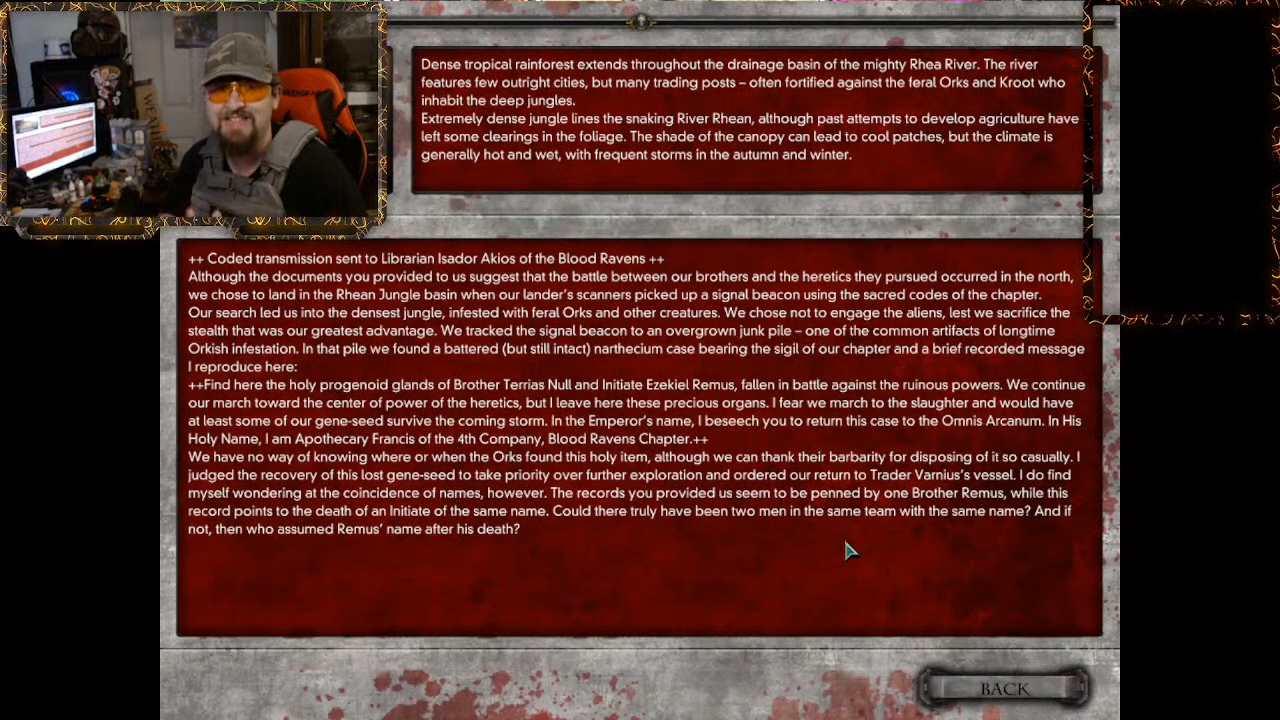 Dense tropical rainforest extends throughout the drainage basin of the mighty Rhea River. The river
features few outright cities, but many trading posts – often fortified against the feral Orks and Kroot who
inhabit the deep jungles.
Extremely dense jungle lines the snaking River Rhean, although past attempts to develop agriculture have
left some clearings in the foliage. The shade of the canopy can lead to cool patches, but the climate is
generally hot and wet, with frequent storms in the autumn and winter.
++ Coded transmission sent to Librarian Isador Akios of the Blood Ravens ++
Although the documents you provided to us suggest that the battle between our brothers and the heretics they pursued occurred in the north,
we chose to land in the Rhean Jungle basin when our lander's scanners picked up a signal beacon using the sacred codes of the chapter.
Our search led us into the densest jungle, infested with feral Orks and other creatures. We chose not to engage the aliens, lest we sacrifice the
stealth that was our greatest advantage. We tracked the signal beacon to an overgrown junk pile – one of the common artifacts of longtime
Orkish infestation. In that pile we found a battered (but still intact) narthecium case bearing the sigil of our chapter and a brief recorded message
I reproduce here:
++Find here the holy progenoid glands of Brother Terrias Null and Initiate Ezekiel Remus, fallen in battle against the ruinous powers. We continue
our march toward the center of power of the heretics, but I leave here these precious organs. I fear we march to the slaughter and would have
at least some of our gene-seed survive the coming storm. In the Emperor's name, I beseech you to return this case to the Omnis Arcanum. In His
Holy Name, I am Apothecary Francis of the 4th Company, Blood Ravens Chapter.++
We have no way of knowing where or when the Orks found this holy item, although we can thank their barbarity for disposing of it so casually. I
judged the recovery of this lost gene-seed to take priority over further exploration and ordered our return to Trader Varnius's vessel. I do find
myself wondering at the coincidence of names, however. The records you provided us seem to be penned by one Brother Remus, while this
record points to the death of an Initiate of the same name. Could there truly have been two men in the same team with the same name? And if
not, then who assumed Remus' name after his death?
BACK